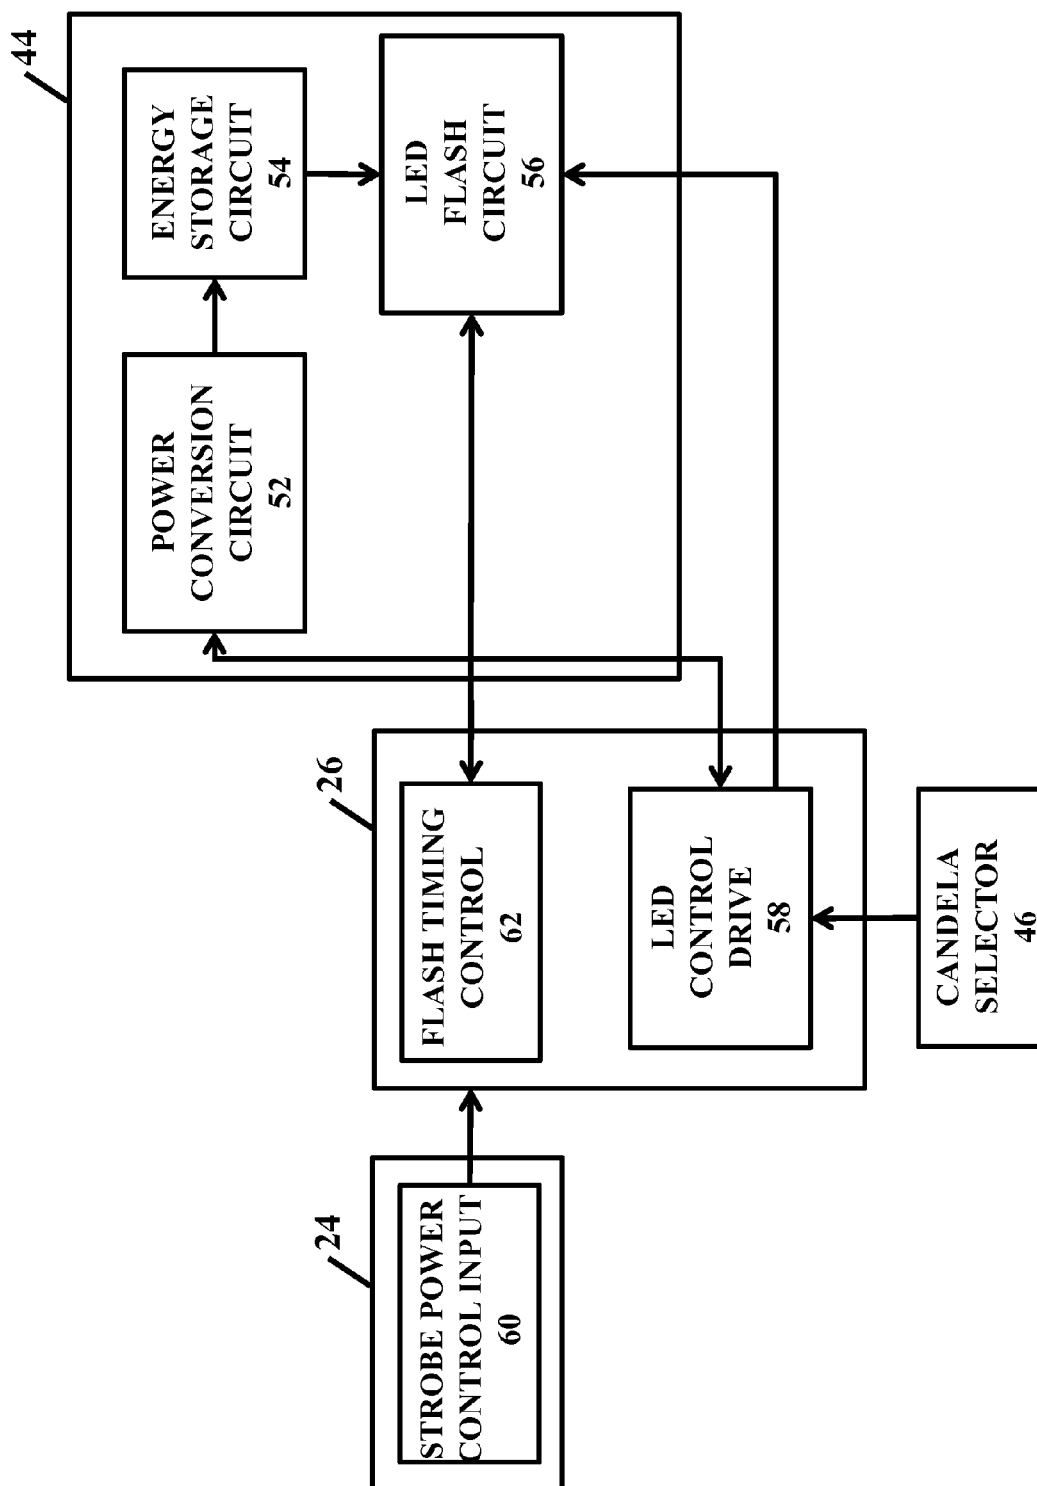 44
ENERGY
STORAGE
CIRCUIT
54
LED
FLASH
CIRCUIT
56
POWER
CONVERSION
CIRCUIT
52
26
FLASH TIMING
CONTROL
62
LED
CONTROL
DRIVE
58
CANDELA
SELECTOR
46
24
STROBE POWER
CONTROL INPUT
60